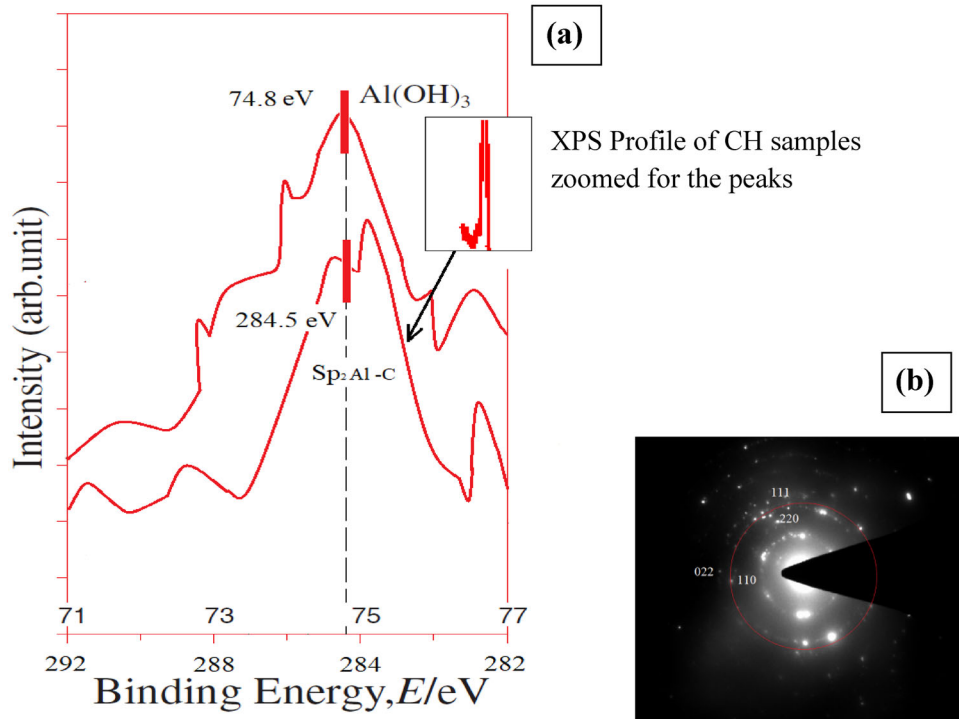 (a)
74.8 eV
Al(OH)₃
XPS Profile of CH samples
zoomed for the peaks
284.5 eV
Sp₂ Al -C
Intensity (arb.unit)
71 73 75 77
292 288 284 282
Binding Energy,E/eV
(b)
111
220
022
110